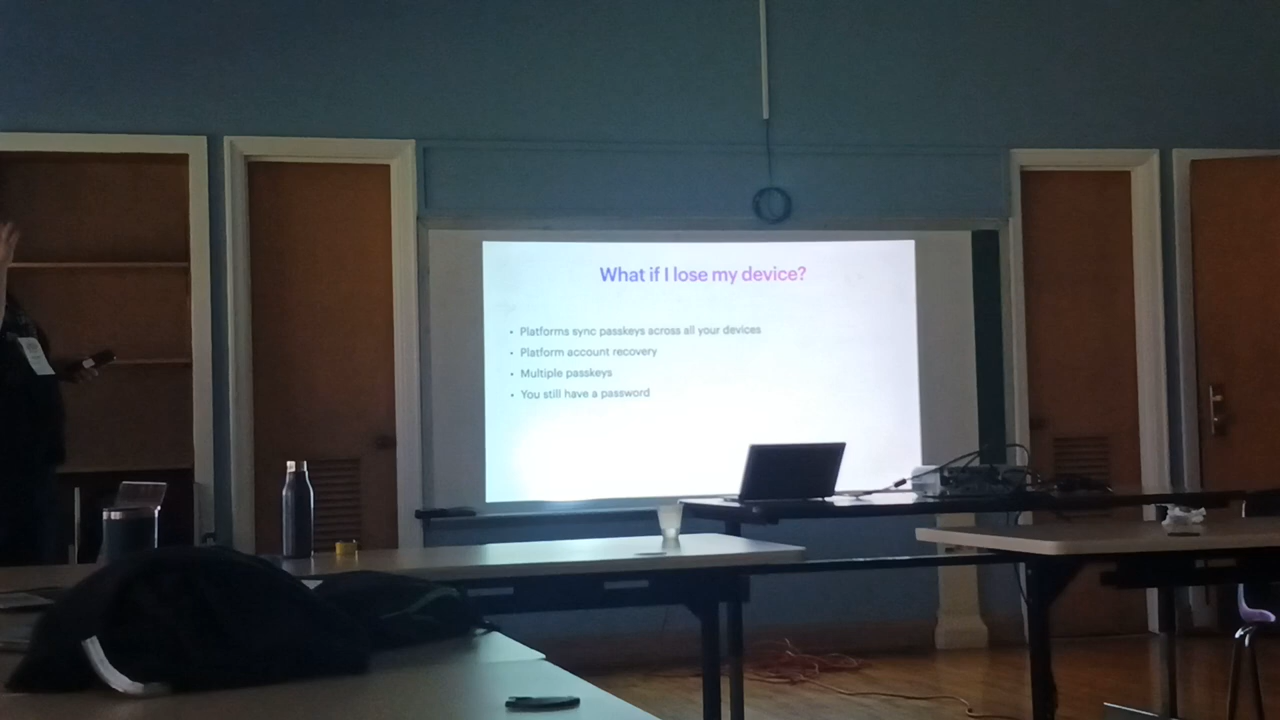 What if I lose my device?
• Platforms sync passkeys across all your devices
• Platform account recovery
• Multiple passkeys
• You still have a password